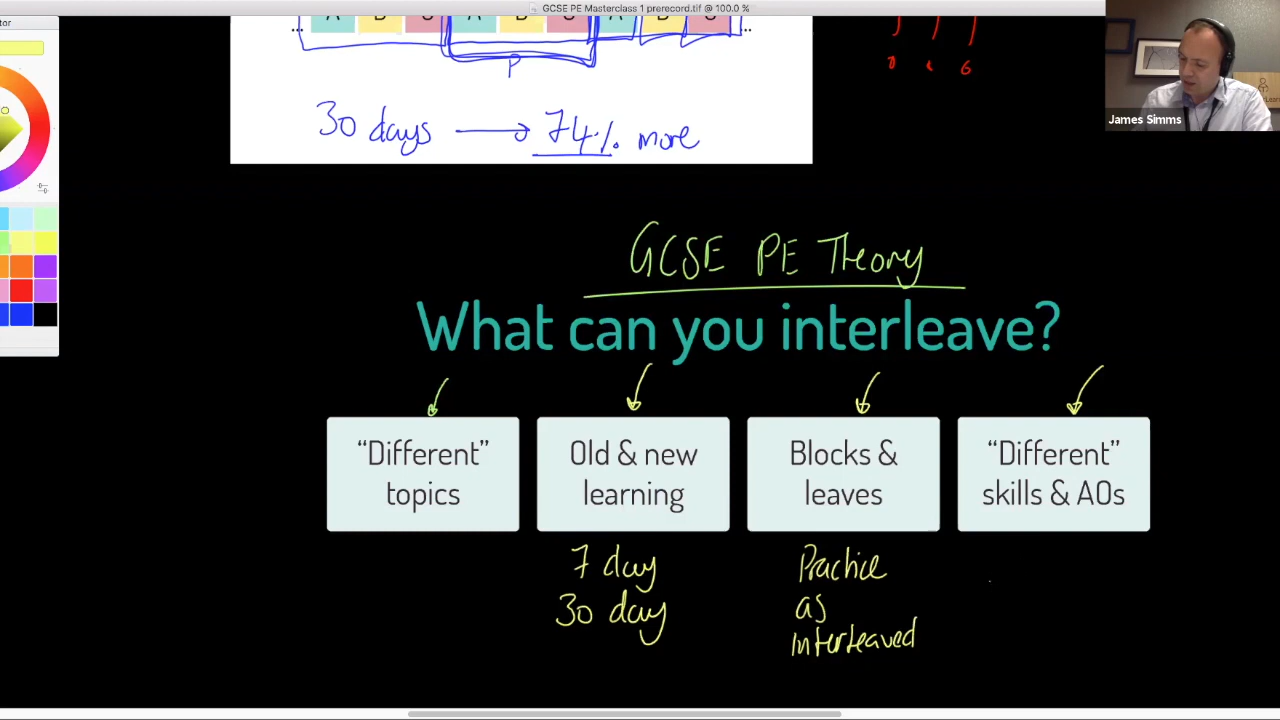 GCSE PE Masterclass 1 prerecord.tif @ 100.0 %
tor
... A B C A B C A B C ...
P
30 days → 74% more
James Simms
GCSE PE Theory
What can you interleave?
“Different”
topics
Old & new
learning
Blocks &
leaves
“Different”
skills & AOs
7 day
30 day
Practice
as
interleaved